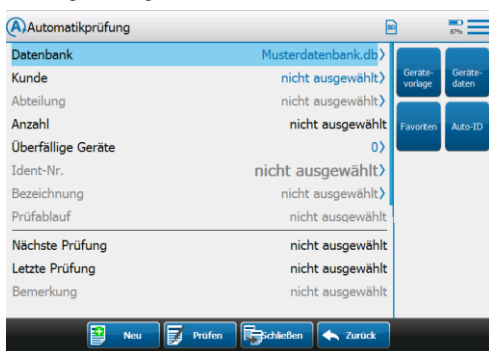 A Automatikprüfung
SD
87%
Datenbank Musterdatenbank.db
Kunde nicht ausgewählt
Abteilung nicht ausgewählt
Anzahl nicht ausgewählt
Überfällige Geräte 0
Ident-Nr. nicht ausgewählt
Bezeichnung nicht ausgewählt
Prüfablauf nicht ausgewählt
Nächste Prüfung nicht ausgewählt
Letzte Prüfung nicht ausgewählt
Bemerkung nicht ausgewählt
Geräte-
vorlage
Geräte-
daten
Favoriten
Auto-ID
Neu
Prüfen
Schließen
Zurück